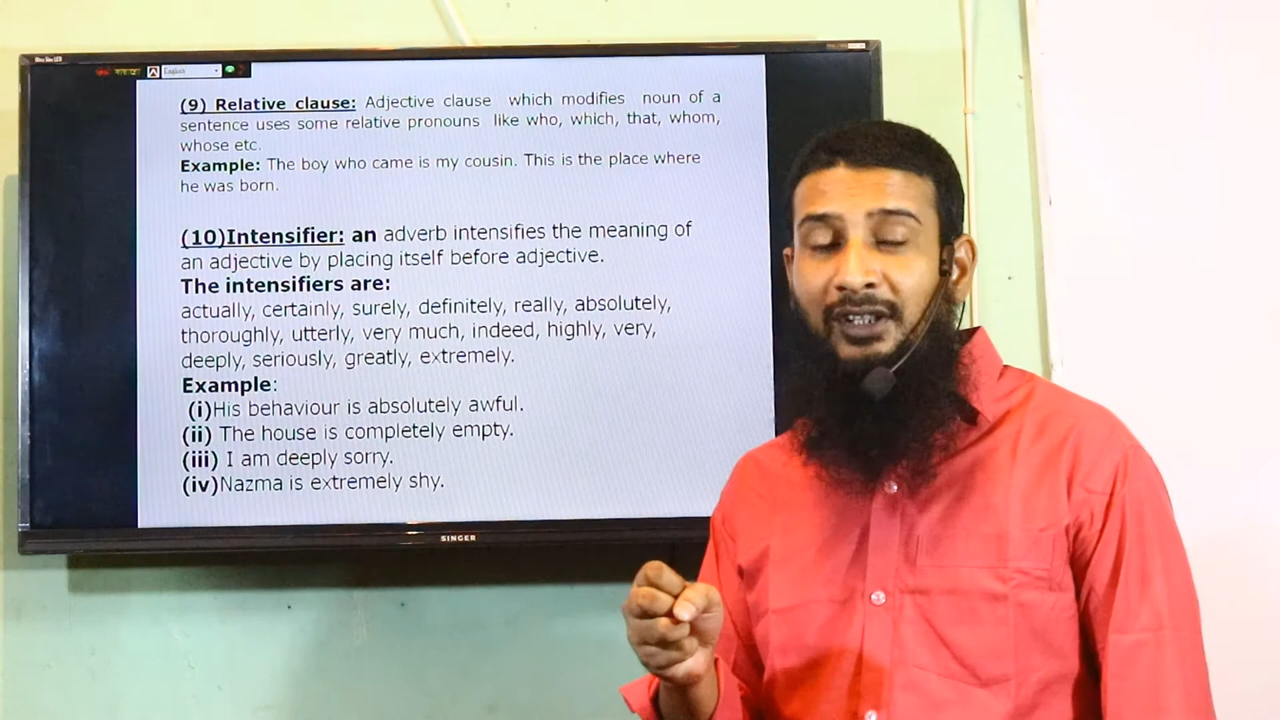 English
(9) Relative clause: Adjective clause which modifies noun of a
sentence uses some relative pronouns like who, which, that, whom,
whose etc.
Example: The boy who came is my cousin. This is the place where
he was born.
(10)Intensifier: an adverb intensifies the meaning of
an adjective by placing itself before adjective.
The intensifiers are:
actually, certainly, surely, definitely, really, absolutely,
thoroughly, utterly, very much, indeed, highly, very,
deeply, seriously, greatly, extremely.
Example:
(i)His behaviour is absolutely awful.
(ii) The house is completely empty.
(iii) I am deeply sorry.
(iv)Nazma is extremely shy.
SINGER